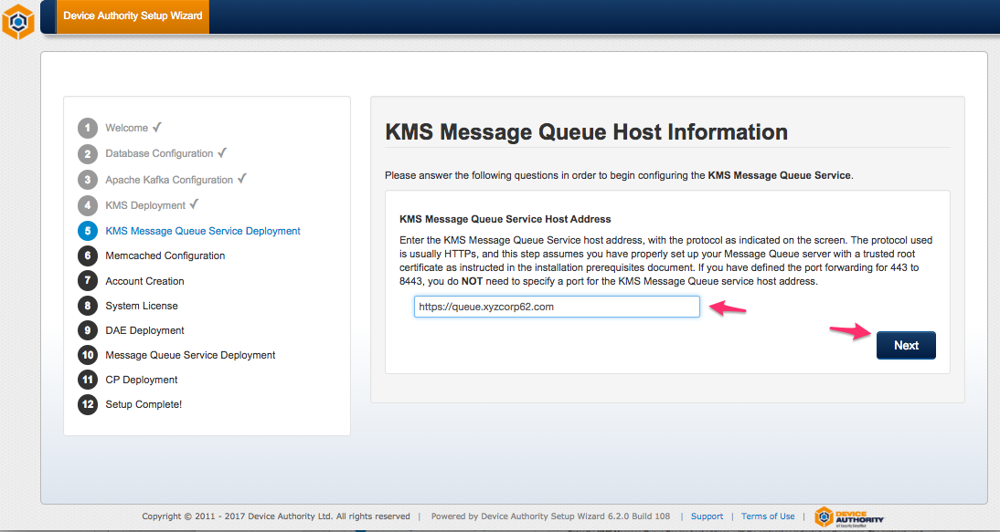 Device Authority Setup Wizard
1 Welcome ✓
2 Database Configuration ✓
3 Apache Kafka Configuration ✓
4 KMS Deployment ✓
5 KMS Message Queue Service Deployment
6 Memcached Configuration
7 Account Creation
8 System License
9 DAE Deployment
10 Message Queue Service Deployment
11 CP Deployment
12 Setup Complete!
KMS Message Queue Host Information
Please answer the following questions in order to begin configuring the KMS Message Queue Service.
KMS Message Queue Service Host Address
Enter the KMS Message Queue Service host address, with the protocol as indicated on the screen. The protocol used
is usually HTTPs, and this step assumes you have properly set up your Message Queue server with a trusted root
certificate as instructed in the installation prerequisites document. If you have defined the port forwarding for 443 to
8443, you do NOT need to specify a port for the KMS Message Queue service host address.
https://queue.xyzcorp62.com
Next
Copyright © 2011 - 2017 Device Authority Ltd. All rights reserved | Powered by Device Authority Setup Wizard 6.2.0 Build 108 | Support | Terms of Use |
DEVICE
AUTHORITY
IoT Security Simplified